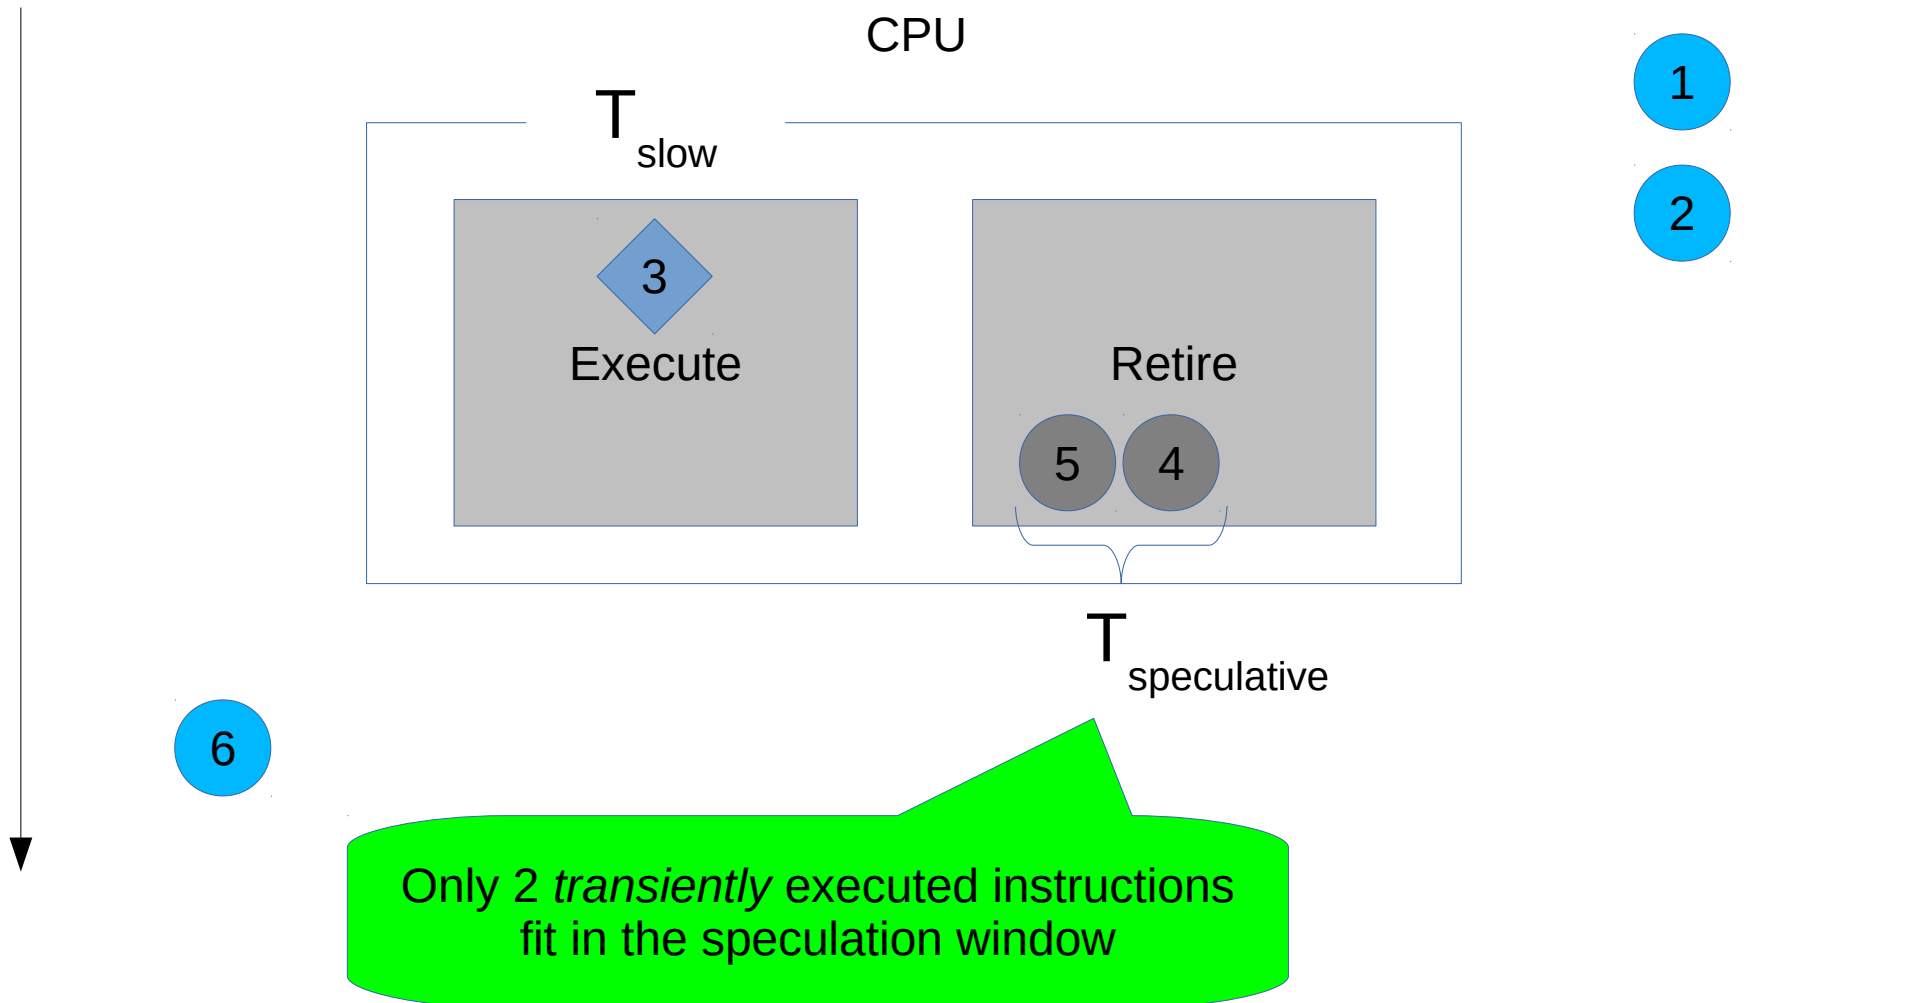 CPU
1
T
slow
2
3
Execute
Retire
5 4
T
speculative
6
Only 2 transiently executed instructions
fit in the speculation window